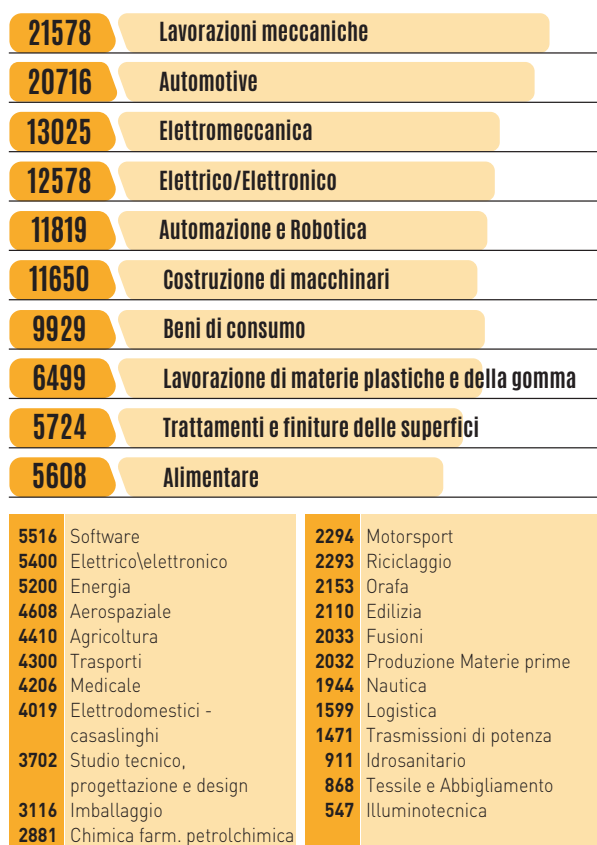 21578 Lavorazioni meccaniche
20716 Automotive
13025 Elettromeccanica
12578 Elettrico/Elettronico
11819 Automazione e Robotica
11650 Costruzione di macchinari
9929 Beni di consumo
6499 Lavorazione di materie plastiche e della gomma
5724 Trattamenti e finiture delle superfici
5608 Alimentare
5516 Software
5400 Elettrico\elettronico
5200 Energia
4608 Aerospaziale
4410 Agricoltura
4300 Trasporti
4206 Medicale
4019 Elettrodomestici -
casaslinghi
3702 Studio tecnico,
progettazione e design
3116 Imballaggio
2881 Chimica farm. petrolchimica
2294 Motorsport
2293 Riciclaggio
2153 Orafa
2110 Edilizia
2033 Fusioni
2032 Produzione Materie prime
1944 Nautica
1599 Logistica
1471 Trasmissioni di potenza
911 Idrosanitario
868 Tessile e Abbigliamento
547 Illuminotecnica